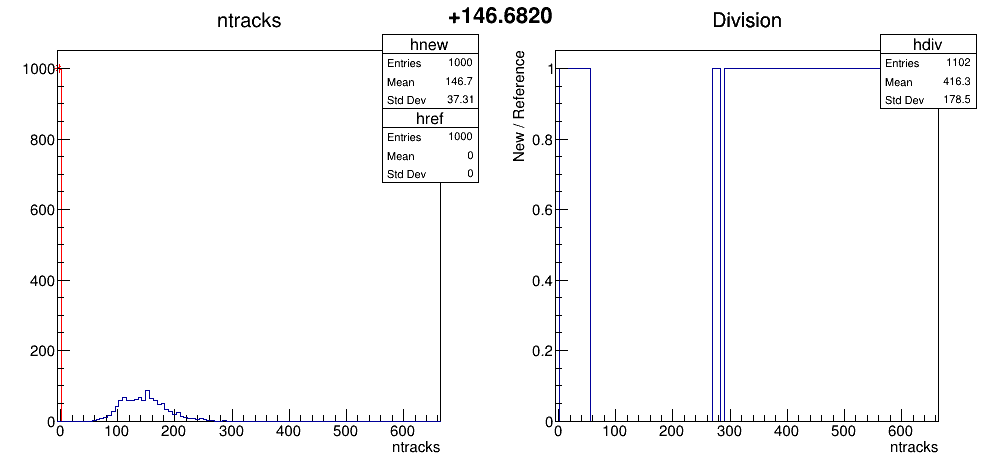 +146.6820
ntracks
hnew
Entries 1000
Mean 146.7
Std Dev 37.31
href
Entries 1000
Mean 0
Std Dev 0
1000
800
600
400
200
0
0 100 200 300 400 500 600
ntracks
Division
hdiv
Entries 1102
Mean 416.3
Std Dev 178.5
New / Reference
1
0.8
0.6
0.4
0.2
0
0 100 200 300 400 500 600
ntracks